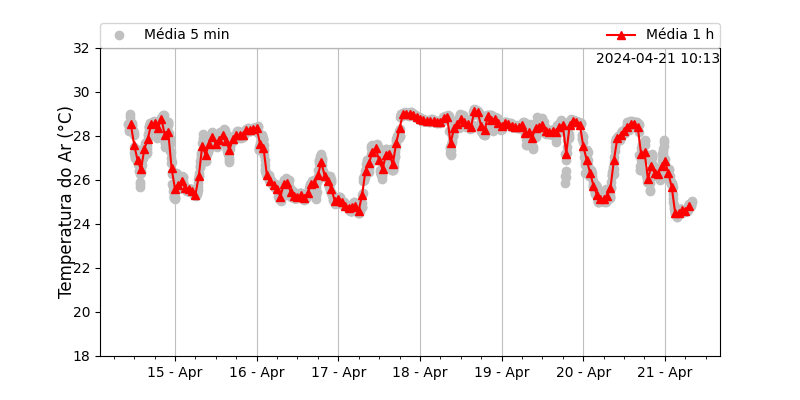 Média 5 min
Média 1 h
2024-04-21 10:13
Temperatura do Ar (°C)
32
30
28
26
24
22
20
18
15 - Apr
16 - Apr
17 - Apr
18 - Apr
19 - Apr
20 - Apr
21 - Apr